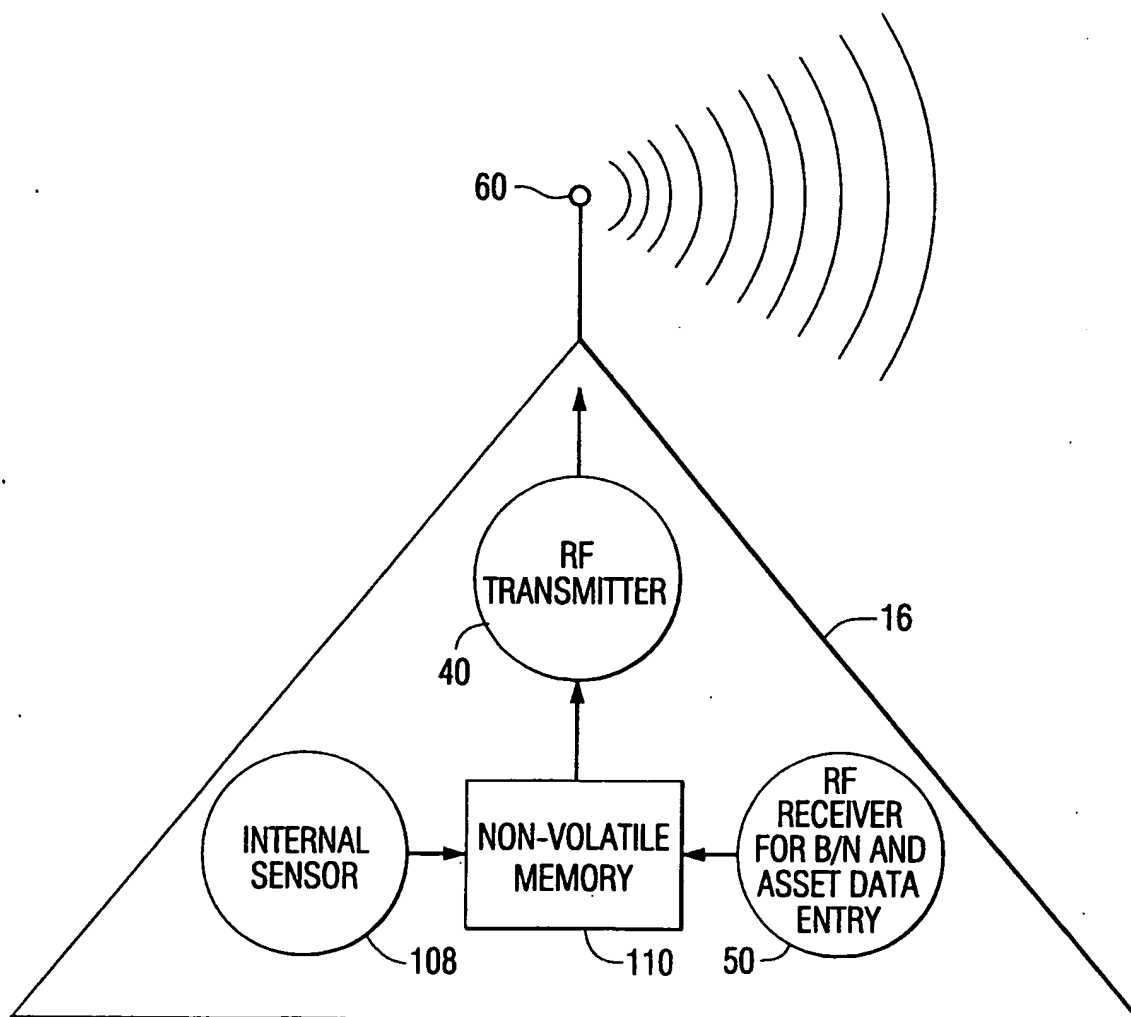 60
RF
TRANSMITTER
40
16
INTERNAL
SENSOR
108
NON-VOLATILE
MEMORY
110
RF
RECEIVER
FOR B/N AND
ASSET DATA
ENTRY
50